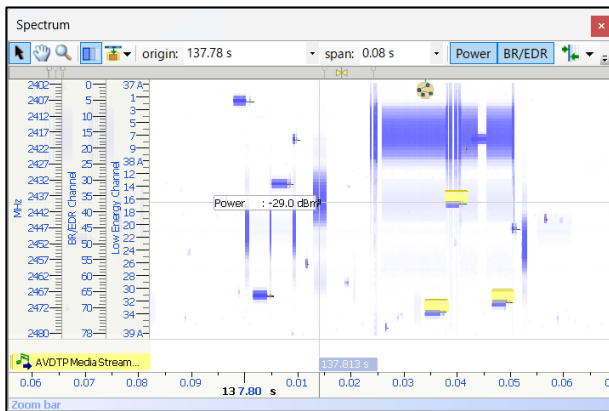 Spectrum
origin: 137.78 s span: 0.08 s Power BR/EDR
2402 0 37 A
2407 5 1
2412 10 3
2417 15 5
2422 20 7
2427 25 9
38 A
2432 30 12
2437 35 14
2442 40 16
2447 45 18
2452 50 20
2457 55 22
2462 60 24
2467 65 26
2472 70 28
2480 78 30
32
34
39 A
MHz
BR/EDR Channel
Low Energy Channel
Power : -29.0 dBm
AVDTP Media Stream...
137.813 s
0.06 0.07 0.08 0.09 0.01 0.02 0.03 0.04 0.05 0.06
137.80 s
Zoom bar